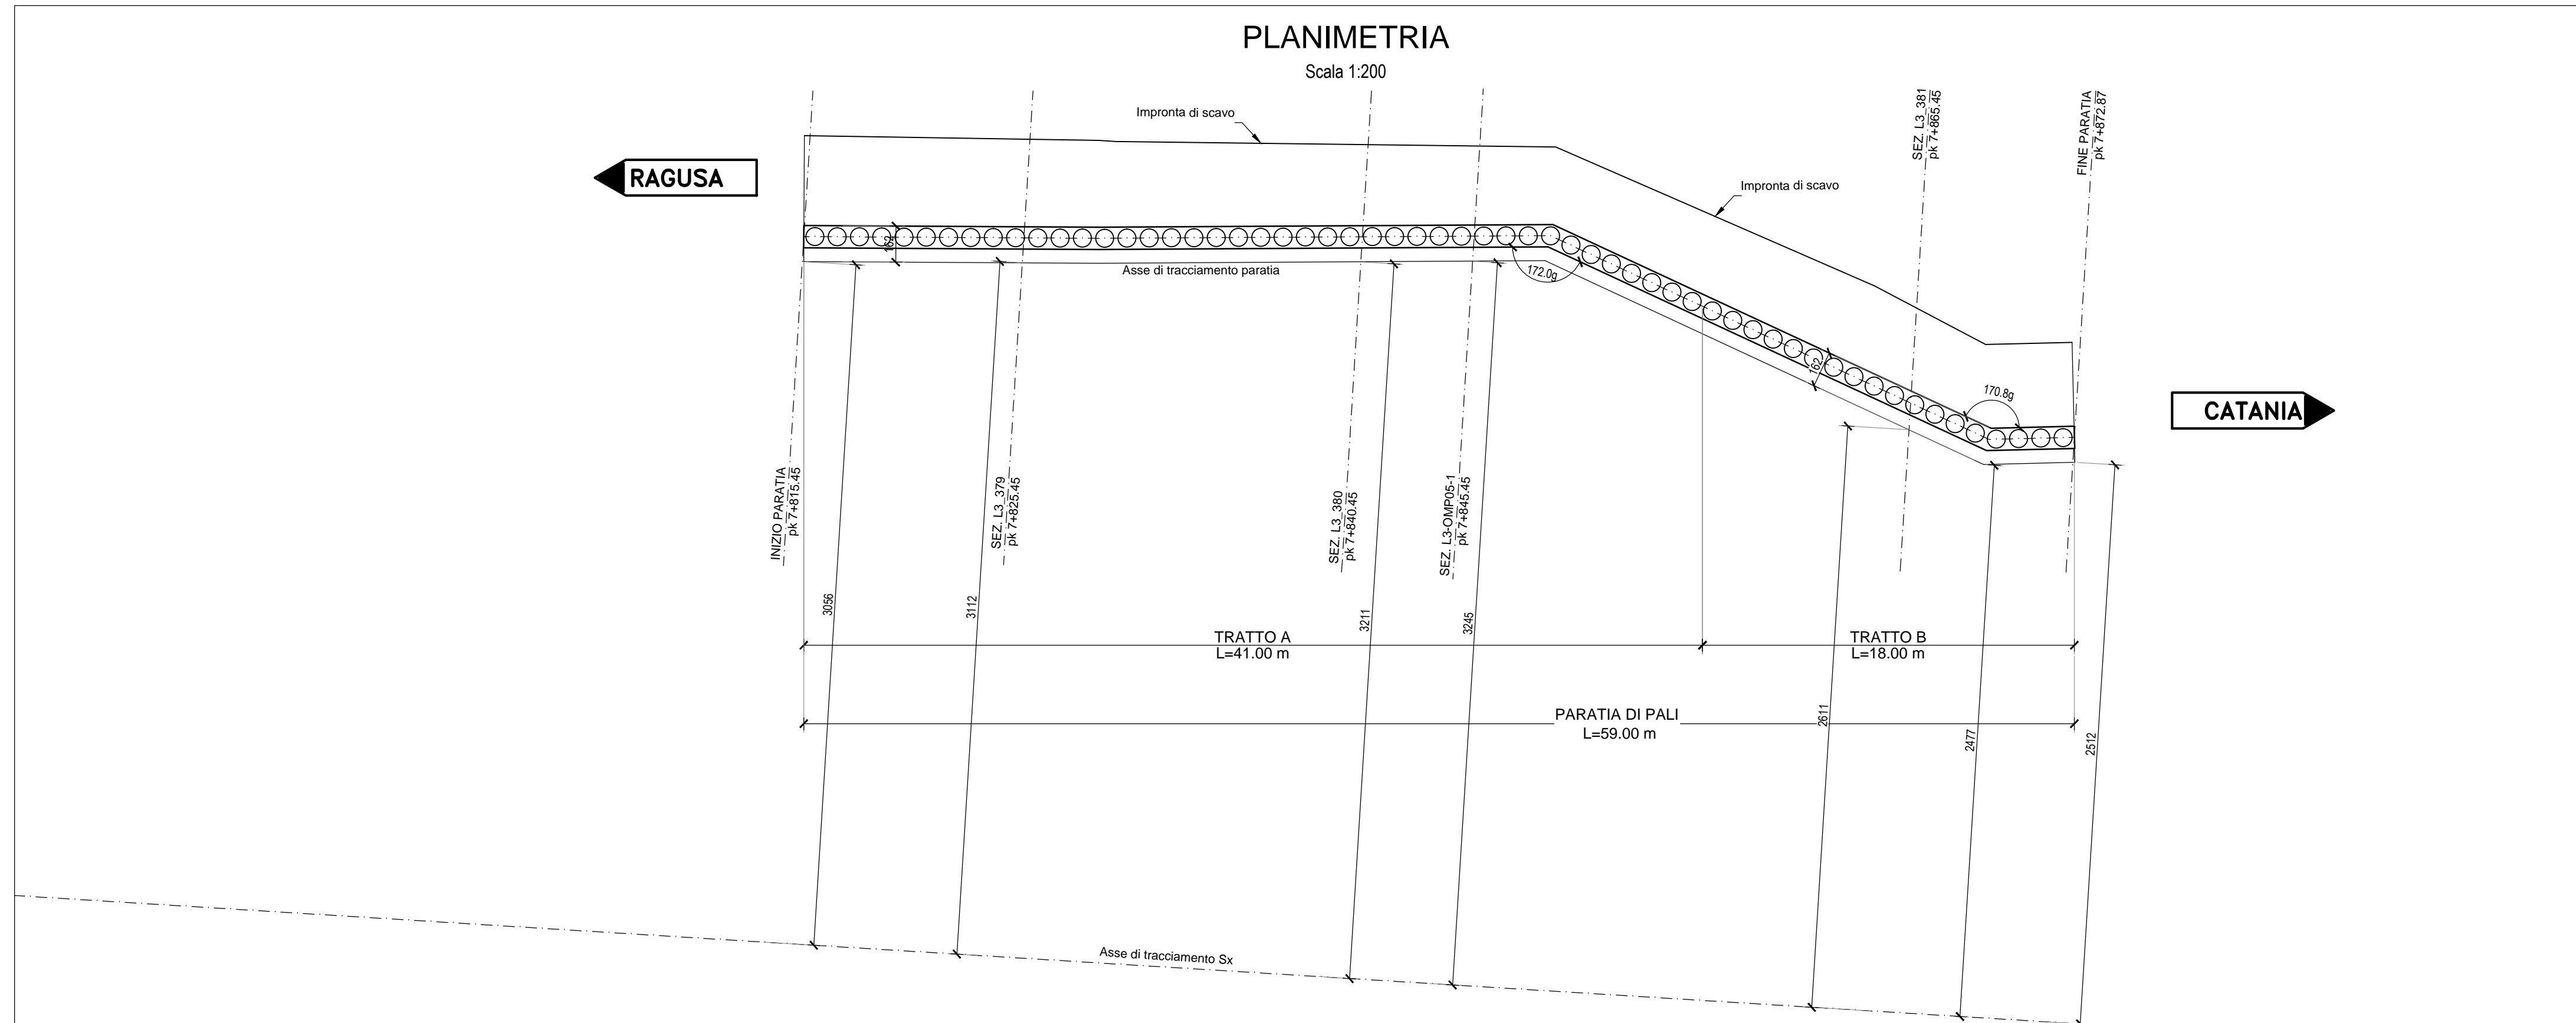 PLANIMETRIA
Scala 1:200
Impronta di scavo
Impronta di scavo
SEZ. L3_381
pk 7+865.45
FINE PARATIA
pk 7+872.87
RAGUSA
162
Asse di tracciamento paratia
172.0g
162
170.8g
CATANIA
INIZIO PARATIA
pk 7+815.45
SEZ. L3_379
pk 7+825.45
SEZ. L3_380
pk 7+840.45
SEZ. L3-OMP05-1
pk 7+845.45
3056
3112
3211
3245
TRATTO A
L=41.00 m
TRATTO B
L=18.00 m
PARATIA DI PALI
L=59.00 m
2611
2477
2512
Asse di tracciamento Sx